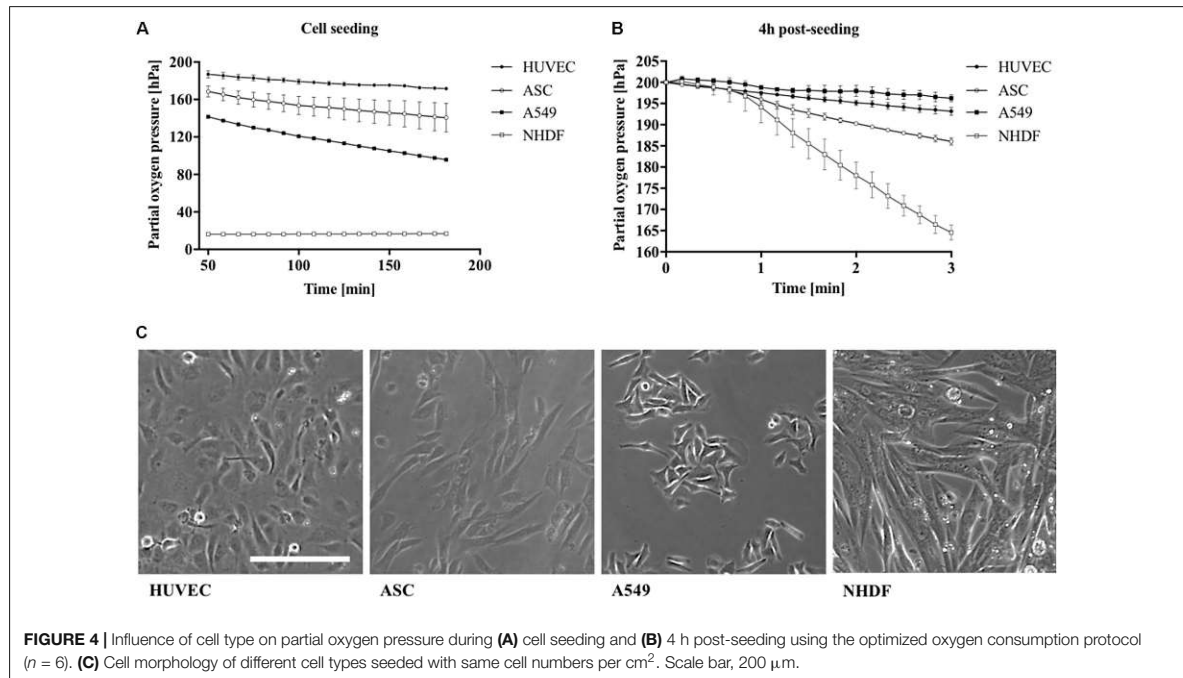 A
Cell seeding
Partial oxygen pressure [hPa]
200
160
120
80
40
0
50
100
150
200
Time [min]
HUVEC
ASC
A549
NHDF
B
4h post-seeding
Partial oxygen pressure [hPa]
205
200
195
190
185
180
175
170
165
160
0
1
2
3
Time [min]
HUVEC
ASC
A549
NHDF
C
HUVEC
ASC
A549
NHDF
FIGURE 4 | Influence of cell type on partial oxygen pressure during (A) cell seeding and (B) 4 h post-seeding using the optimized oxygen consumption protocol
(n = 6). (C) Cell morphology of different cell types seeded with same cell numbers per cm². Scale bar, 200 μm.